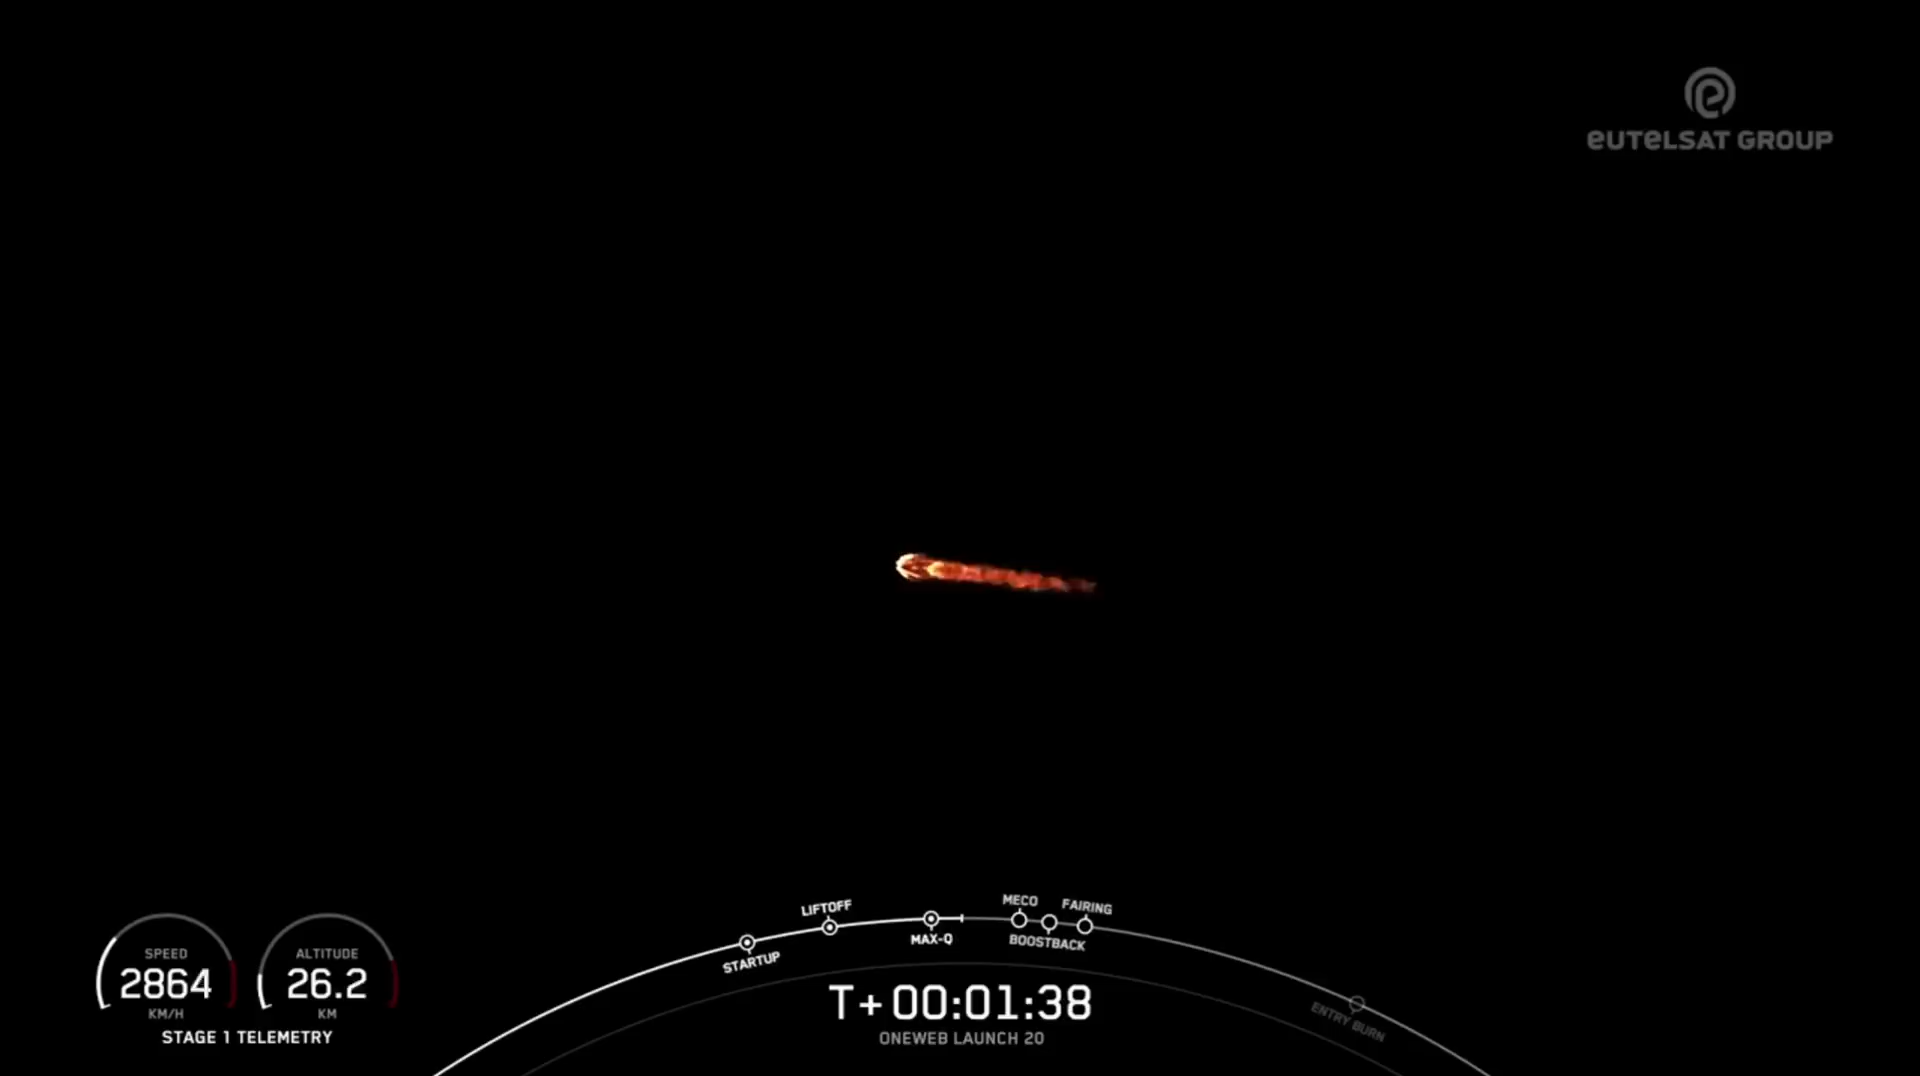 eUTeLSAT GROUP
LIFTOFF
MECO
FAIRING
MAX-Q
BOOSTBACK
STARTUP
ENTRY BURN
SPEED
2864
KM/H
ALTITUDE
26.2
KM
STAGE 1 TELEMETRY
T+00:01:38
ONEWEB LAUNCH 20